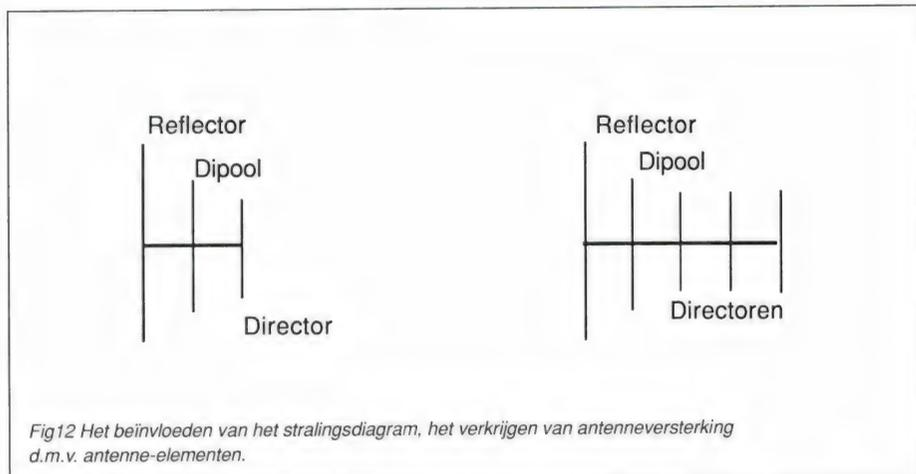 Reflector
Dipool
Director
Reflector
Dipool
Directoren
Fig12 Het beïnvloeden van het stralingsdiagram, het verkrijgen van antenneversterking
d.m.v. antenne-elementen.